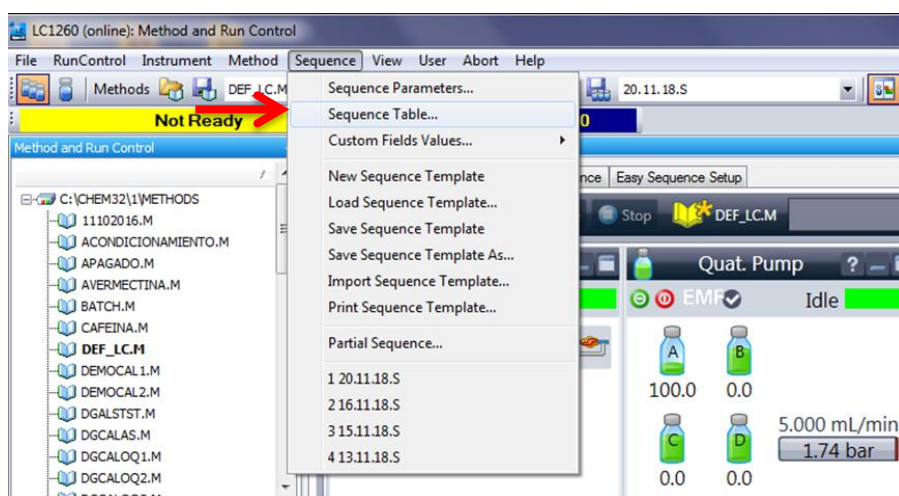 LC1260 (online): Method and Run Control
File RunControl Instrument Method Sequence View User Abort Help
Methods DEF_LC.M 20.11.18.S
Not Ready
Method and Run Control
C:\CHEM32\1\METHODS
11102016.M
ACONDICIONAMIENTO.M
APAGADO.M
AVERMECTINA.M
BATCH.M
CAFEINA.M
DEF_LC.M
DEMOCAL1.M
DEMOCAL2.M
DGALSTST.M
DGCALAS.M
DGCALOQ1.M
DGCALOQ2.M
Sequence Parameters...
Sequence Table...
Custom Fields Values...
New Sequence Template
Load Sequence Template...
Save Sequence Template
Save Sequence Template As...
Import Sequence Template...
Print Sequence Template...
Partial Sequence...
1 20.11.18.S
2 16.11.18.S
3 15.11.18.S
4 13.11.18.S
0
nce Easy Sequence Setup
Stop DEF_LC.M
Quat. Pump ?
EMF Idle
A B
100.0 0.0
C D
5.000 mL/min
1.74 bar
0.0 0.0